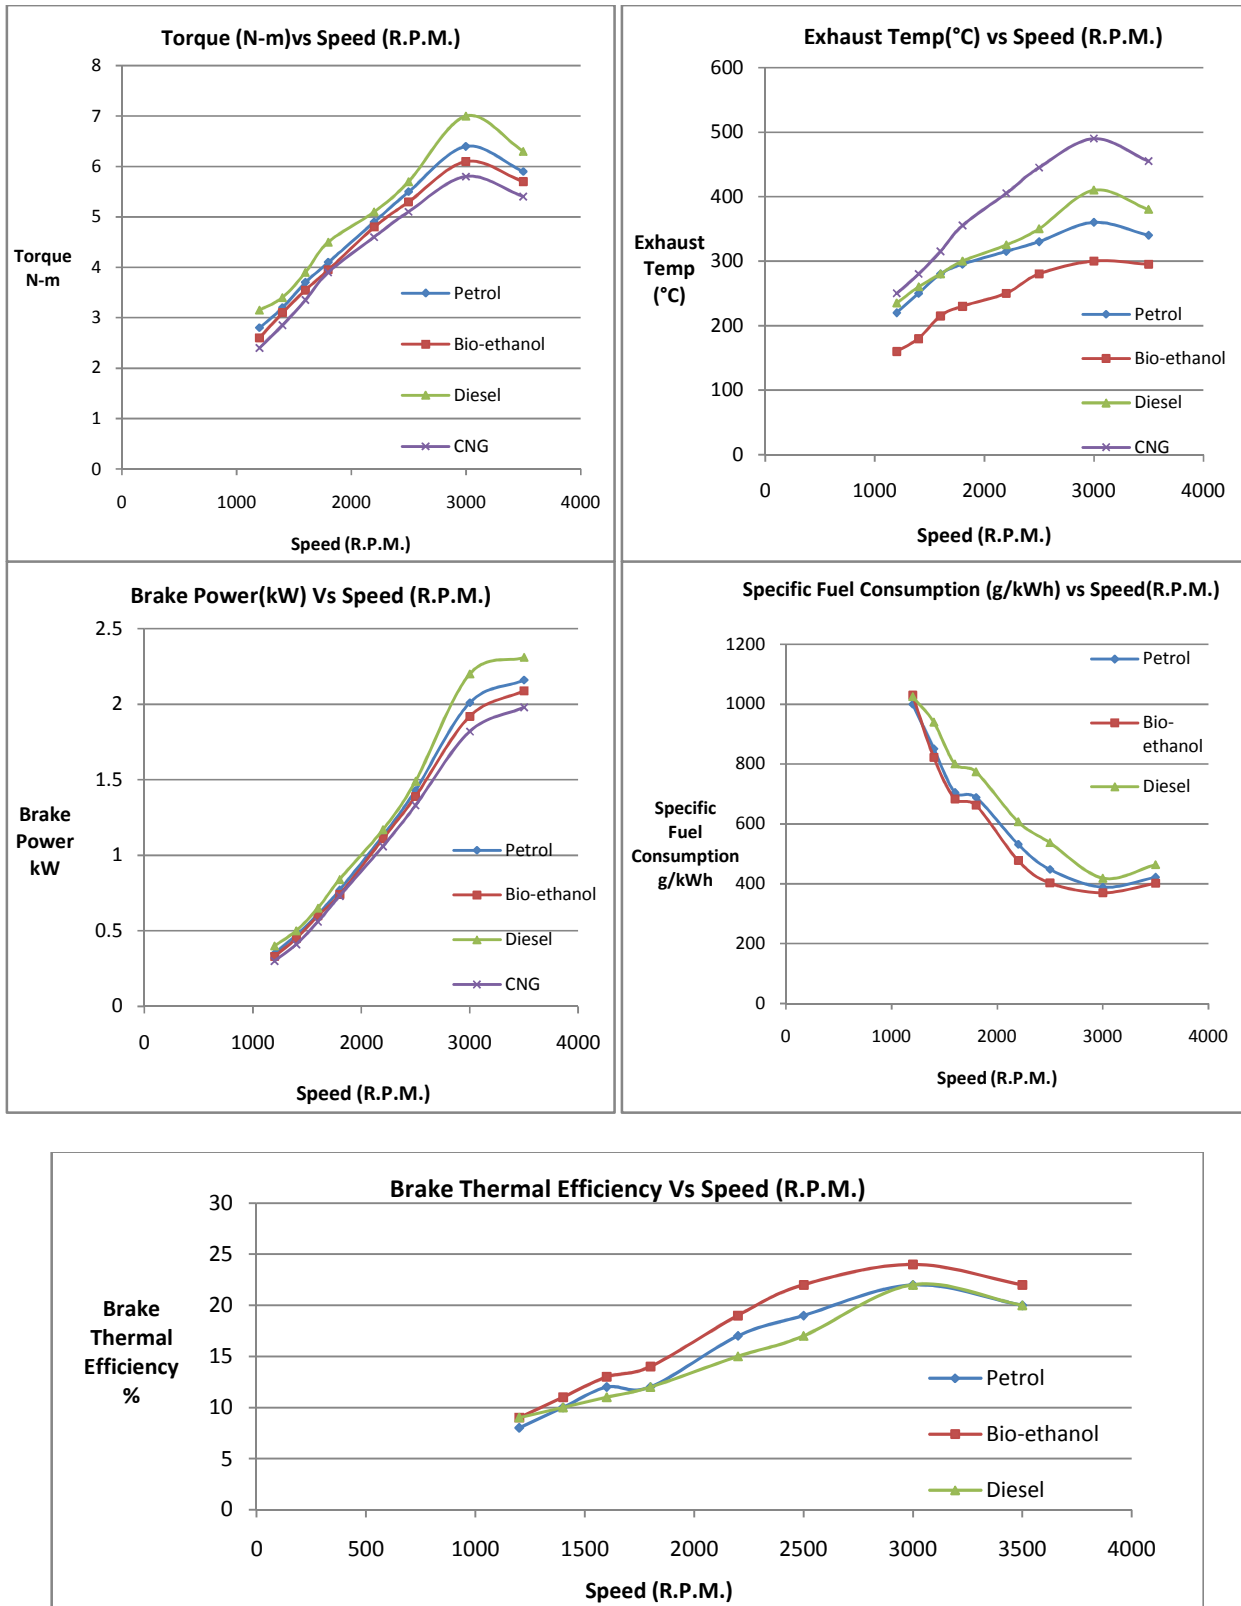 Torque (N-m)vs Speed (R.P.M.)
8
7
6
5
4
3
2
1
0
Torque
N-m
Petrol
Bio-ethanol
Diesel
CNG
0 1000 2000 3000 4000
Speed (R.P.M.)
Exhaust Temp(°C) vs Speed (R.P.M.)
600
500
400
300
200
100
0
Exhaust
Temp
(°C)
Petrol
Bio-ethanol
Diesel
CNG
0 1000 2000 3000 4000
Speed (R.P.M.)
Brake Power(kW) Vs Speed (R.P.M.)
2.5
2
1.5
1
0.5
0
Brake
Power
kW
Petrol
Bio-ethanol
Diesel
CNG
0 1000 2000 3000 4000
Speed (R.P.M.)
Specific Fuel Consumption (g/kWh) vs Speed(R.P.M.)
1200
1000
800
600
400
200
0
Specific
Fuel
Consumption
g/kWh
Petrol
Bio-
ethanol
Diesel
0 1000 2000 3000 4000
Speed (R.P.M.)
Brake Thermal Efficiency Vs Speed (R.P.M.)
30
25
20
15
10
5
0
Brake
Thermal
Efficiency
%
Petrol
Bio-ethanol
Diesel
0 500 1000 1500 2000 2500 3000 3500 4000
Speed (R.P.M.)